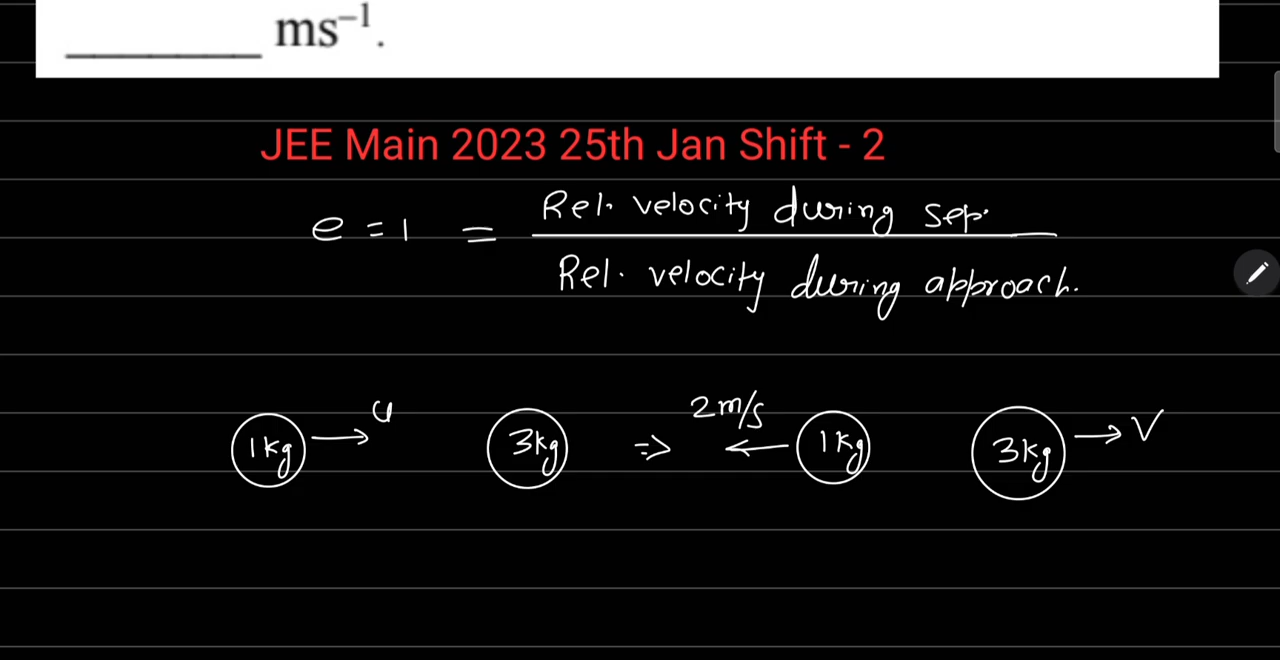 ________ ms⁻¹.
JEE Main 2023 25th Jan Shift - 2
e = 1 = Rel. velocity during sep. / Rel. velocity during approach.
1kg → u 3kg ⇒ 2m/s ← 1kg 3kg → V